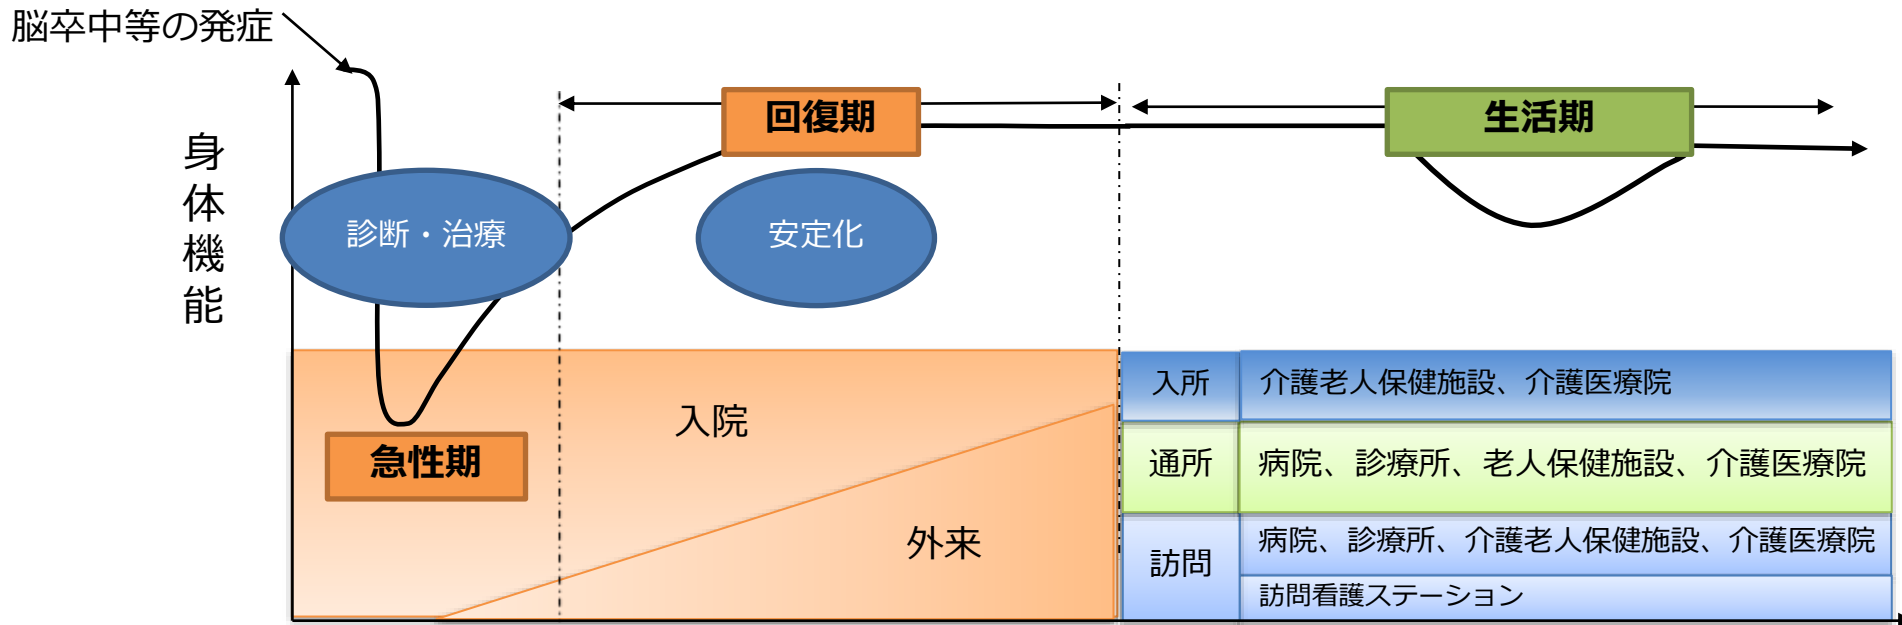 脳卒中等の発症
身体機能
回復期
生活期
診断・治療
安定化
急性期
入院
外来
入所
介護老人保健施設、介護医療院
通所
病院、診療所、老人保健施設、介護医療院
訪問
病院、診療所、介護老人保健施設、介護医療院
訪問看護ステーション